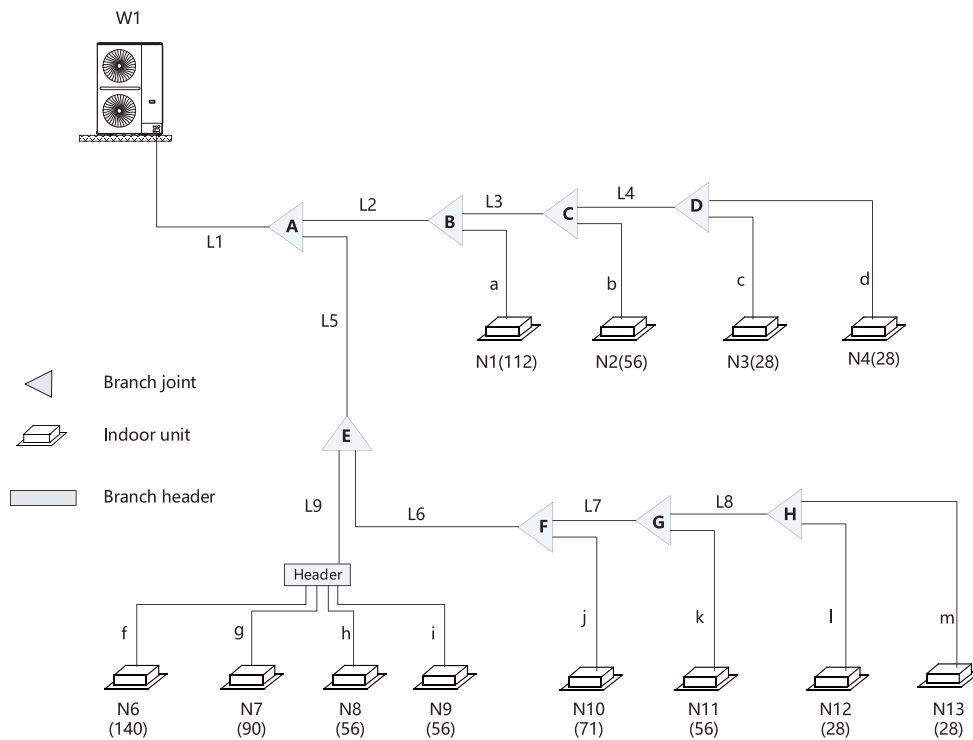 W1
L1
A
L2
B
L3
C
L4
D
a
b
c
d
N1(112)
N2(56)
N3(28)
N4(28)
L5
Branch joint
Indoor unit
Branch header
E
L9
L6
F
L7
G
L8
H
Header
f
g
h
i
j
k
l
m
N6
(140)
N7
(90)
N8
(56)
N9
(56)
N10
(71)
N11
(56)
N12
(28)
N13
(28)